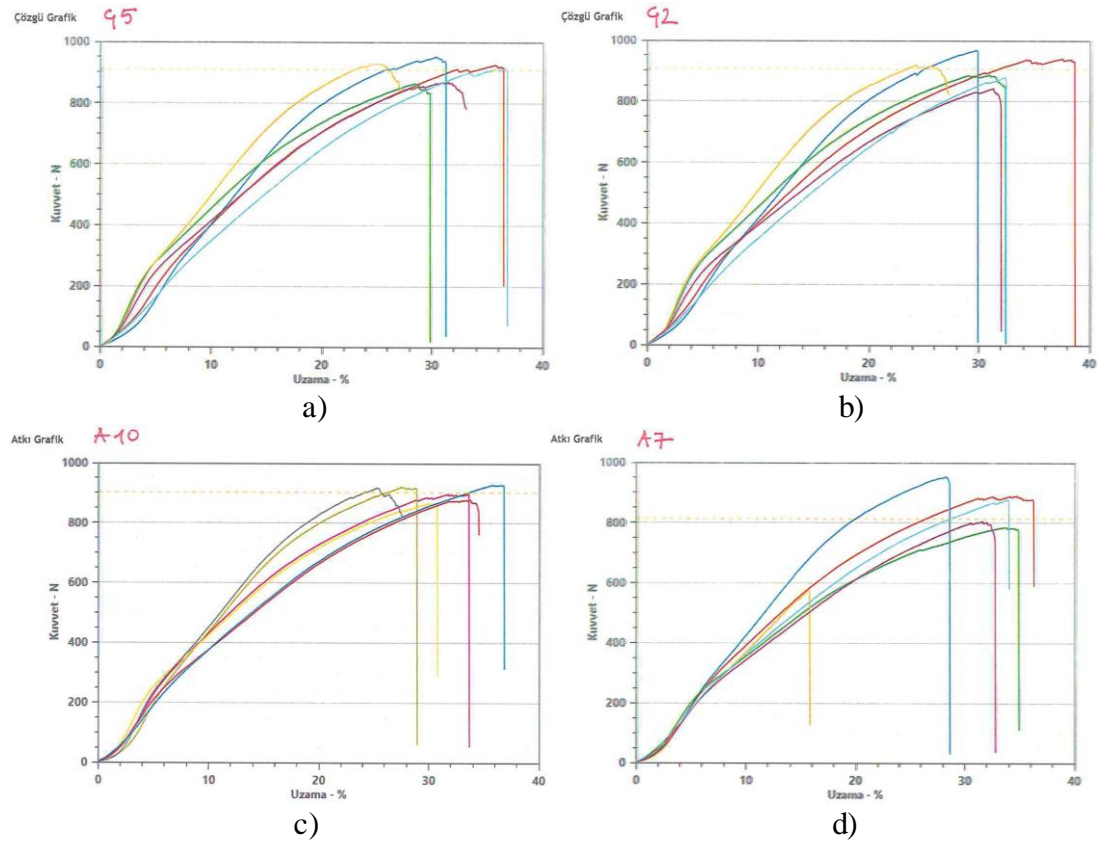 Çözgü Grafik Ç5
1000
800
600
400
200
0
Kuvvet - N
0 10 20 30 40
Uzama - %
a)
Çözgü Grafik Ç2
1000
800
600
400
200
0
Kuvvet - N
0 10 20 30 40
Uzama - %
b)
Atkı Grafik A10
1000
800
600
400
200
0
Kuvvet - N
0 10 20 30 40
Uzama - %
c)
Atkı Grafik A7
1000
800
600
400
200
0
Kuvvet - N
0 10 20 30 40
Uzama - %
d)